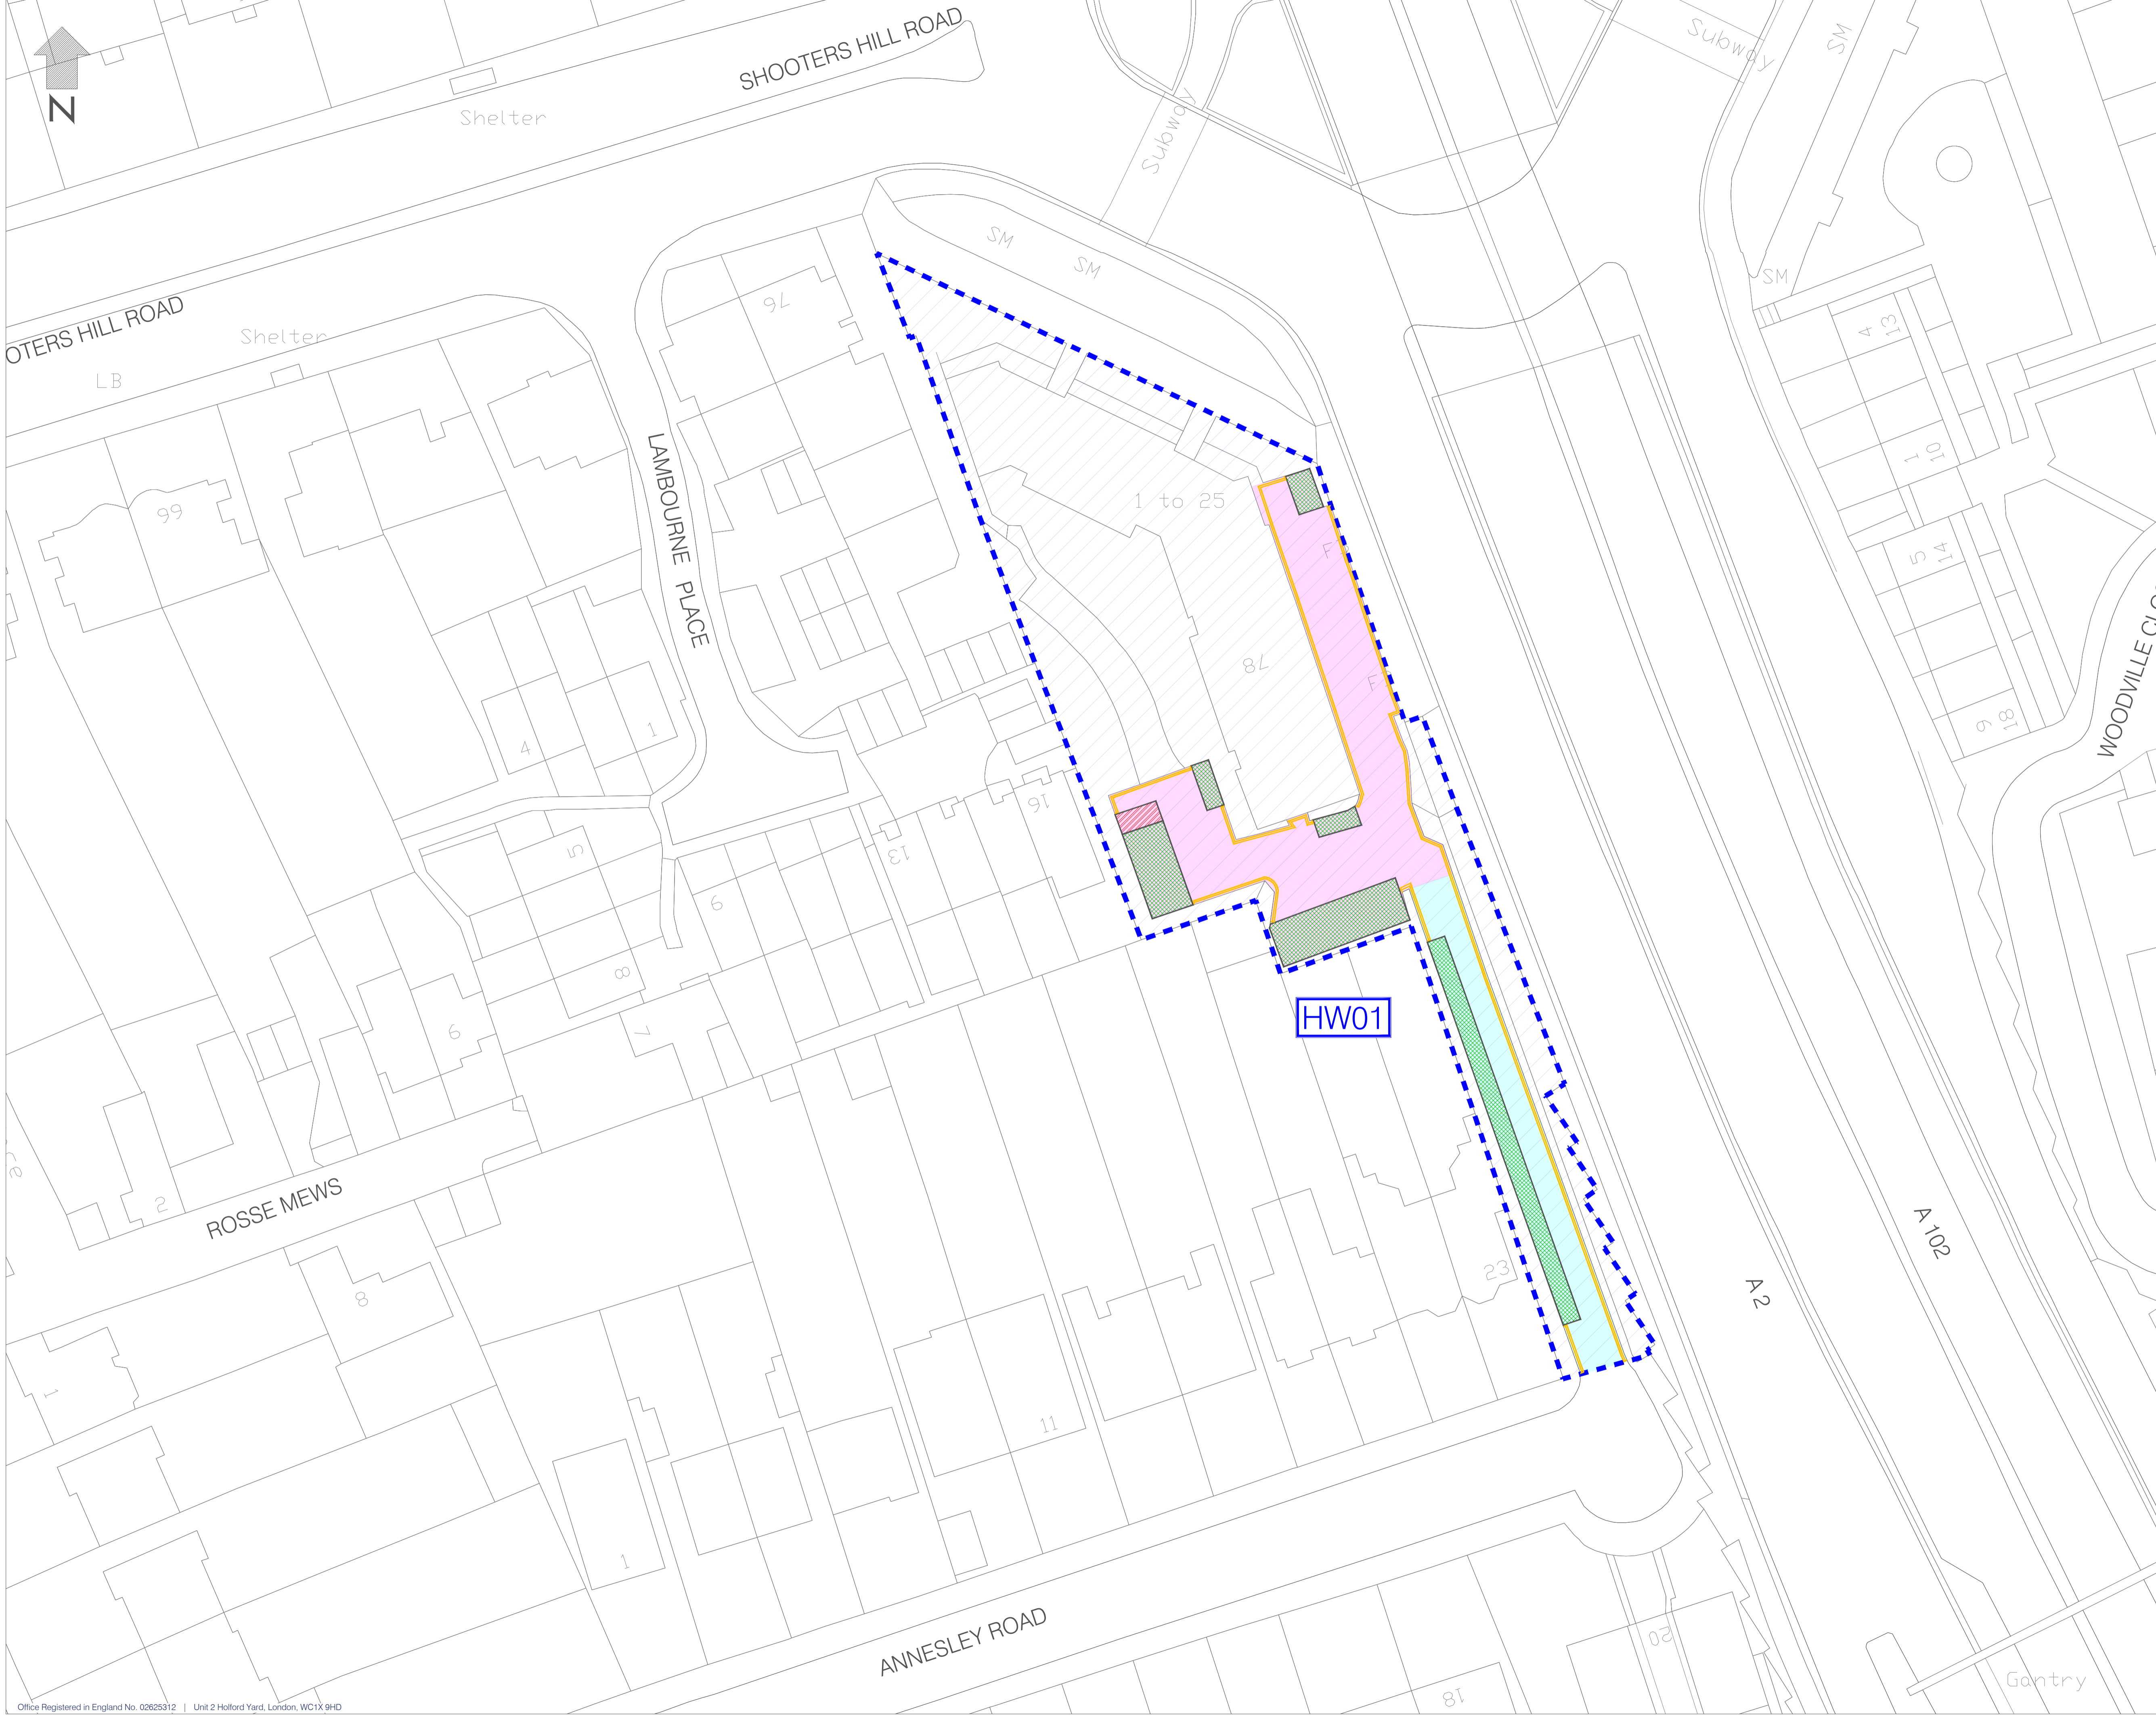 SHOOTERS HILL ROAD
Subway
SM
N
Shelter
Subway
SM
SM
SM
76
OTERS HILL ROAD
Shelter
LB
4
13
1
10
LAMBOURNE PLACE
99
1 to 25
F
5
14
78
F
WOODVILLE CLO
9
18
4
1
16
5
13
9
8
7
6
HW01
2
ROSSE MEWS
A 102
23
A 2
8
1
11
1
ANNESLEY ROAD
50
18
Gantry
Office Registered in England No. 02625312 | Unit 2 Holford Yard, London, WC1X 9HD